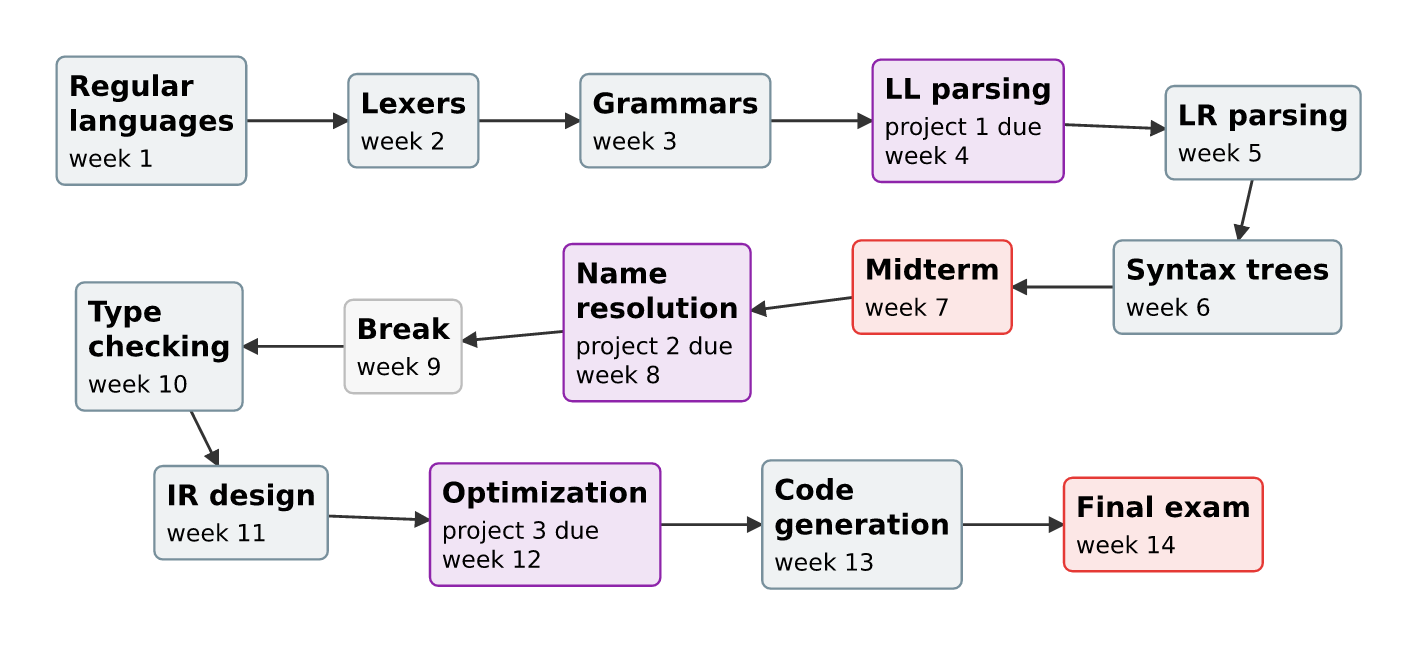 Regular
languages
week 1
Lexers
week 2
Grammars
week 3
LL parsing
project 1 due
week 4
LR parsing
week 5
Syntax trees
week 6
Midterm
week 7
Name
resolution
project 2 due
week 8
Break
week 9
Type
checking
week 10
IR design
week 11
Optimization
project 3 due
week 12
Code
generation
week 13
Final exam
week 14